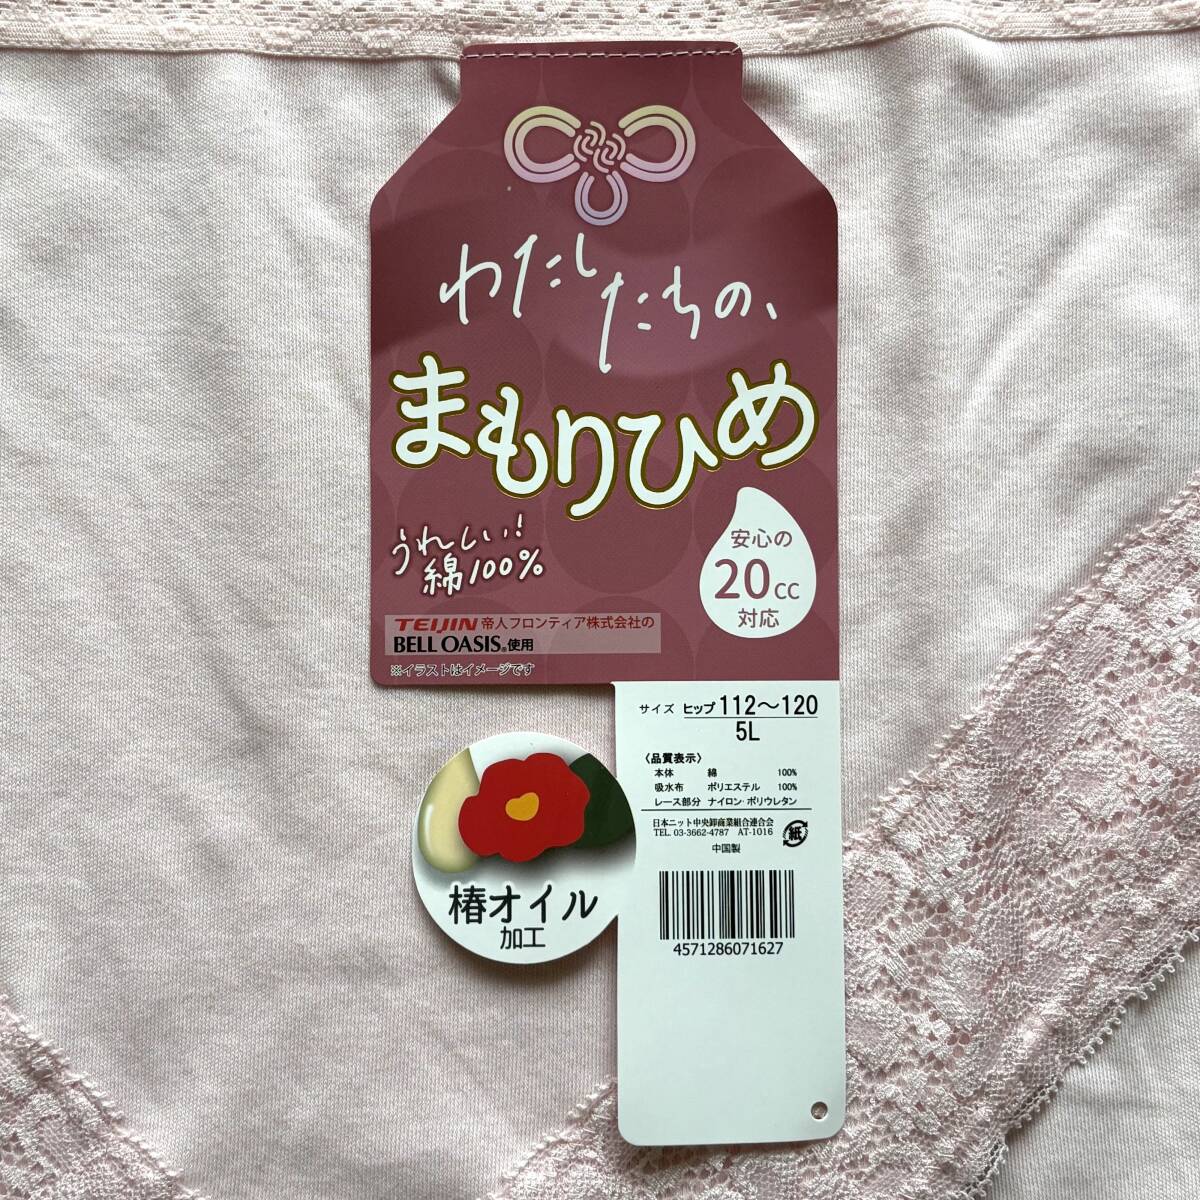 わたしたちの、
まもりひめ
うれしい!
綿100%
安心の
20cc
対応
TEIJIN 帝人フロンティア株式会社の
BELL OASIS®使用
※イラストはイメージです
サイズ ヒップ 112〜120
5L
〈品質表示〉
本体 綿 100%
吸水布 ポリエステル 100%
レース部分 ナイロン・ポリウレタン
日本ニット中央卸商業組合連合会
TEL. 03-3662-4787 AT-1016
紙
中国製
4571286071627
椿オイル
加工